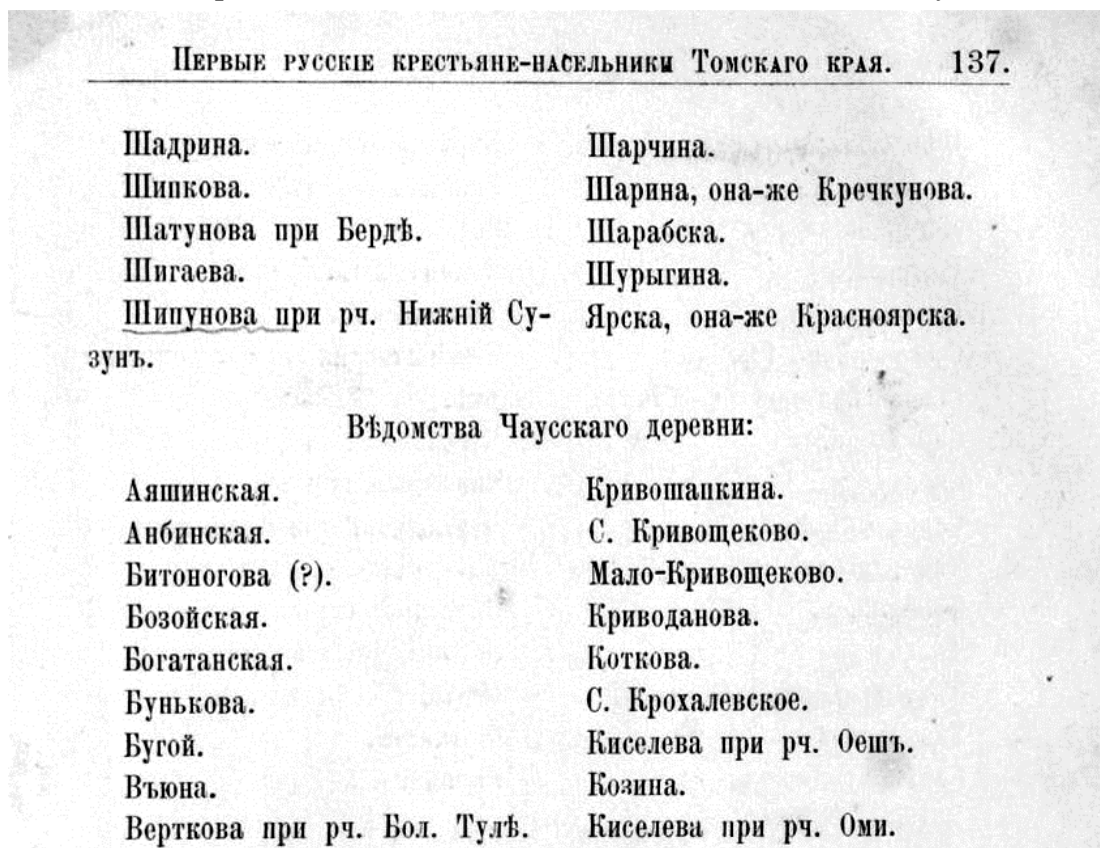 Первые русскіе крестьяне-насельники Томскаго края. 137.
Шадрина.
Шипкова.
Шатунова при Бердѣ.
Шигаева.
Шипунова при рч. Нижній Су-
зунъ.
Шарчина.
Шарина, она-же Кречкунова.
Шарабска.
Шурыгина.
Ярска, она-же Красноярска.
Вѣдомства Чаусскаго деревни:
Аяшинская.
Анбинская.
Битоногова (?).
Бозойская.
Богатанская.
Бунькова.
Бугой.
Въюна.
Верткова при рч. Бол. Тулѣ.
Кривошапкина.
С. Кривощеково.
Мало-Кривощеково.
Криводанова.
Коткова.
С. Крохалевское.
Киселева при рч. Оешъ.
Козина.
Киселева при рч. Оми.